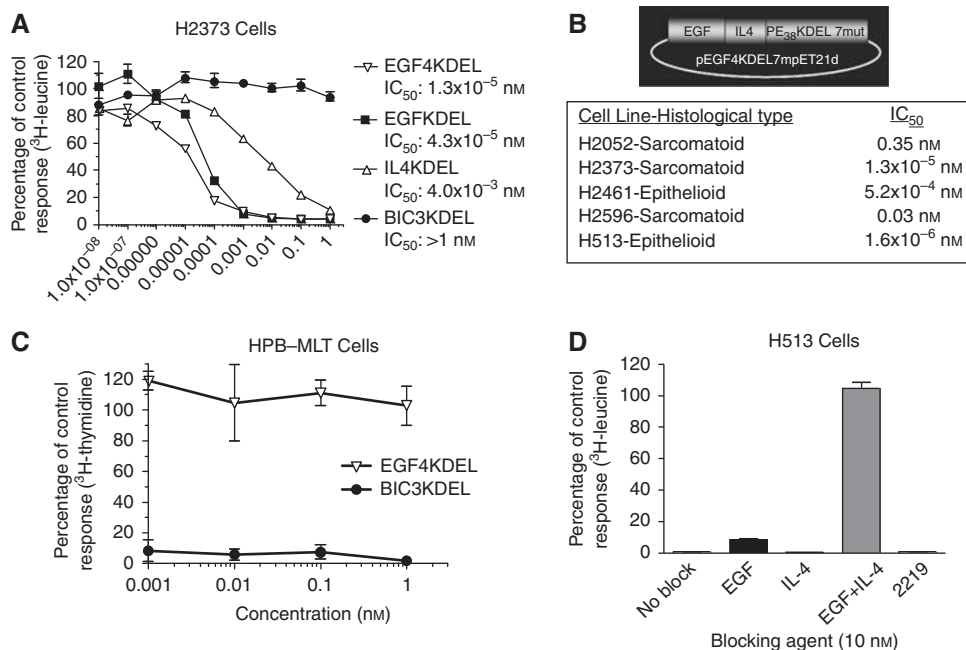 A
H2373 Cells
Percentage of control
response (³H-leucine)
120
100
80
60
40
20
0
1.0x10⁻⁰⁸
1.0x10⁻⁰⁷
0.00000
0.00001
0.0001
0.001
0.01
0.1
1
EGF4KDEL
IC₅₀: 1.3x10⁻⁵ nM
EGFKDEL
IC₅₀: 4.3x10⁻⁵ nM
IL4KDEL
IC₅₀: 4.0x10⁻³ nM
BIC3KDEL
IC₅₀: >1 nM
B
EGF IL4 PE₃₈KDEL 7mut
pEGF4KDEL7mpET21d
Cell Line-Histological type IC₅₀
H2052-Sarcomatoid 0.35 nM
H2373-Sarcomatoid 1.3x10⁻⁵ nM
H2461-Epithelioid 5.2x10⁻⁴ nM
H2596-Sarcomatoid 0.03 nM
H513-Epithelioid 1.6x10⁻⁶ nM
C
HPB–MLT Cells
Percentage of control
response (³H-thymidine)
120
100
80
60
40
20
0
EGF4KDEL
BIC3KDEL
0.001 0.01 0.1 1
Concentration (nM)
D
H513 Cells
Percentage of control
response (³H-leucine)
120
100
80
60
40
20
0
No block
EGF
IL-4
EGF+IL-4
2219
Blocking agent (10 nM)